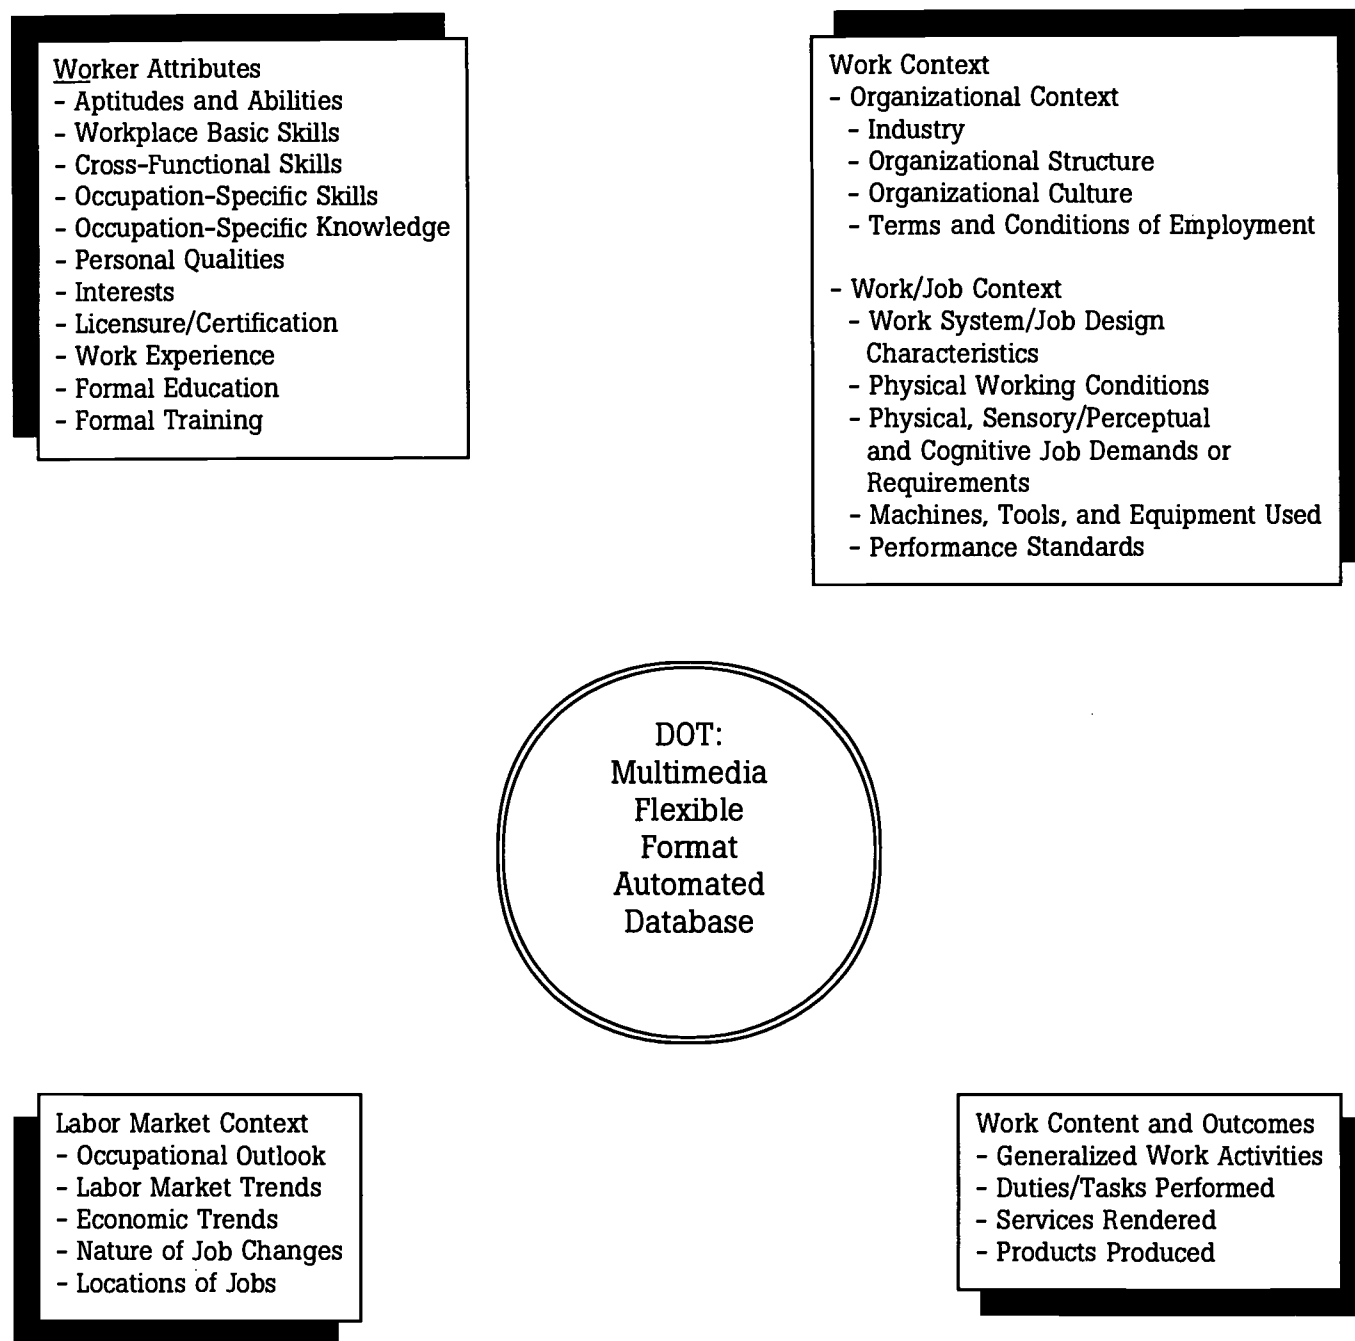 Worker Attributes
- Aptitudes and Abilities
- Workplace Basic Skills
- Cross-Functional Skills
- Occupation-Specific Skills
- Occupation-Specific Knowledge
- Personal Qualities
- Interests
- Licensure/Certification
- Work Experience
- Formal Education
- Formal Training
Work Context
- Organizational Context
- Industry
- Organizational Structure
- Organizational Culture
- Terms and Conditions of Employment
- Work/Job Context
- Work System/Job Design
Characteristics
- Physical Working Conditions
- Physical, Sensory/Perceptual
and Cognitive Job Demands or
Requirements
- Machines, Tools, and Equipment Used
- Performance Standards
DOT:
Multimedia
Flexible
Format
Automated
Database
Labor Market Context
- Occupational Outlook
- Labor Market Trends
- Economic Trends
- Nature of Job Changes
- Locations of Jobs
Work Content and Outcomes
- Generalized Work Activities
- Duties/Tasks Performed
- Services Rendered
- Products Produced